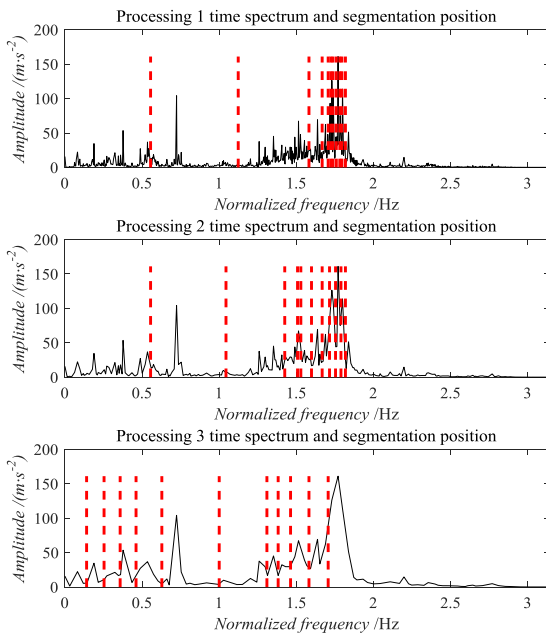 Processing 1 time spectrum and segmentation position
Amplitude /(m·s⁻²)
200
150
100
50
0
0 0.5 1 1.5 2 2.5 3
Normalized frequency /Hz
Processing 2 time spectrum and segmentation position
Amplitude /(m·s⁻²)
200
150
100
50
0
0 0.5 1 1.5 2 2.5 3
Normalized frequency /Hz
Processing 3 time spectrum and segmentation position
Amplitude /(m·s⁻²)
200
150
100
50
0
0 0.5 1 1.5 2 2.5 3
Normalized frequency /Hz